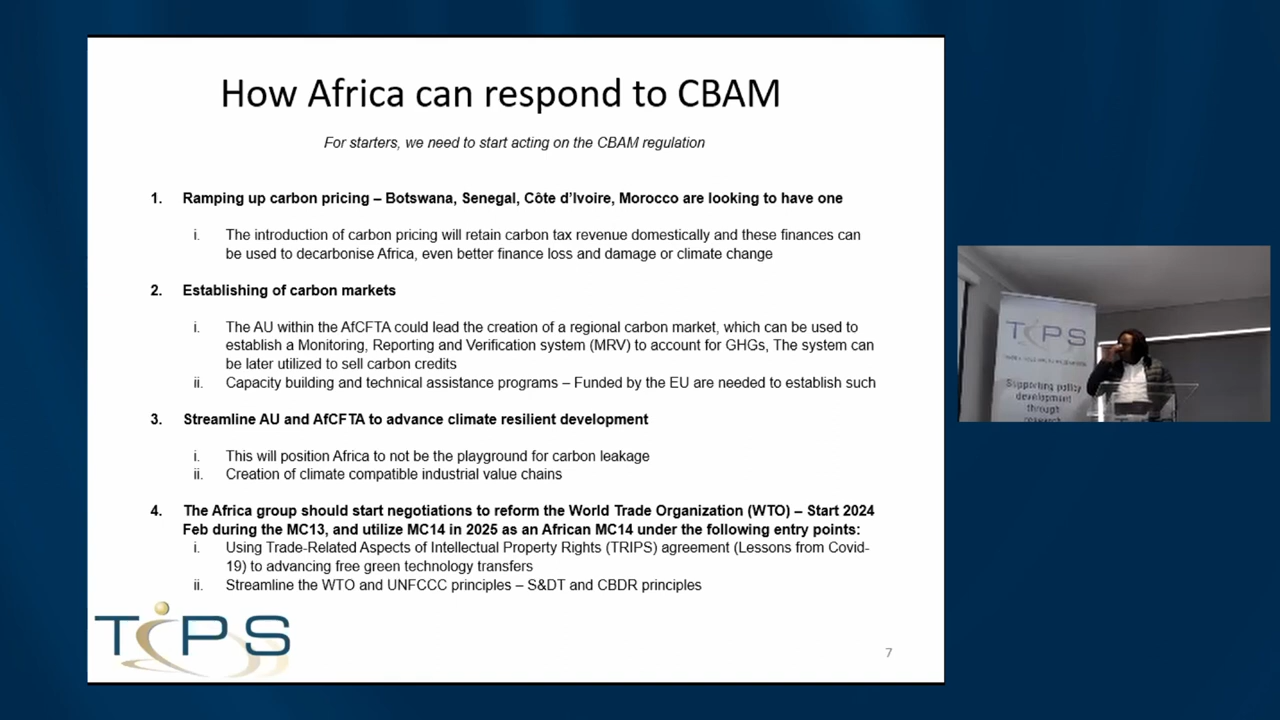 How Africa can respond to CBAM
For starters, we need to start acting on the CBAM regulation
1. Ramping up carbon pricing – Botswana, Senegal, Côte d'Ivoire, Morocco are looking to have one
i. The introduction of carbon pricing will retain carbon tax revenue domestically and these finances can
be used to decarbonise Africa, even better finance loss and damage or climate change
2. Establishing of carbon markets
i. The AU within the AfCFTA could lead the creation of a regional carbon market, which can be used to
establish a Monitoring, Reporting and Verification system (MRV) to account for GHGs, The system can
be later utilized to sell carbon credits
ii. Capacity building and technical assistance programs – Funded by the EU are needed to establish such
3. Streamline AU and AfCFTA to advance climate resilient development
i. This will position Africa to not be the playground for carbon leakage
ii. Creation of climate compatible industrial value chains
4. The Africa group should start negotiations to reform the World Trade Organization (WTO) – Start 2024
Feb during the MC13, and utilize MC14 in 2025 as an African MC14 under the following entry points:
i. Using Trade-Related Aspects of Intellectual Property Rights (TRIPS) agreement (Lessons from Covid-
19) to advancing free green technology transfers
ii. Streamline the WTO and UNFCCC principles – S&DT and CBDR principles
TIPS
7
TIPS
Supporting policy
development
through
research